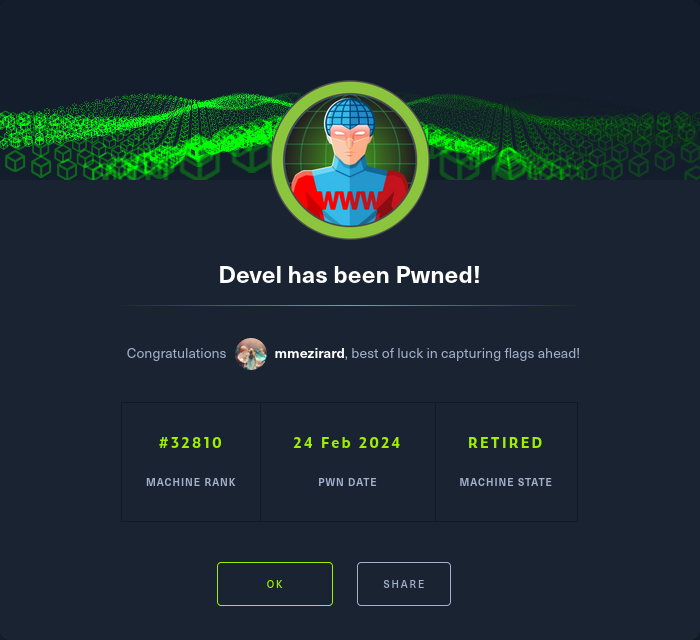 WWW
Devel has been Pwned!
Congratulations mmezirard, best of luck in capturing flags ahead!
#32810 24 Feb 2024 RETIRED
MACHINE RANK PWN DATE MACHINE STATE
OK SHARE